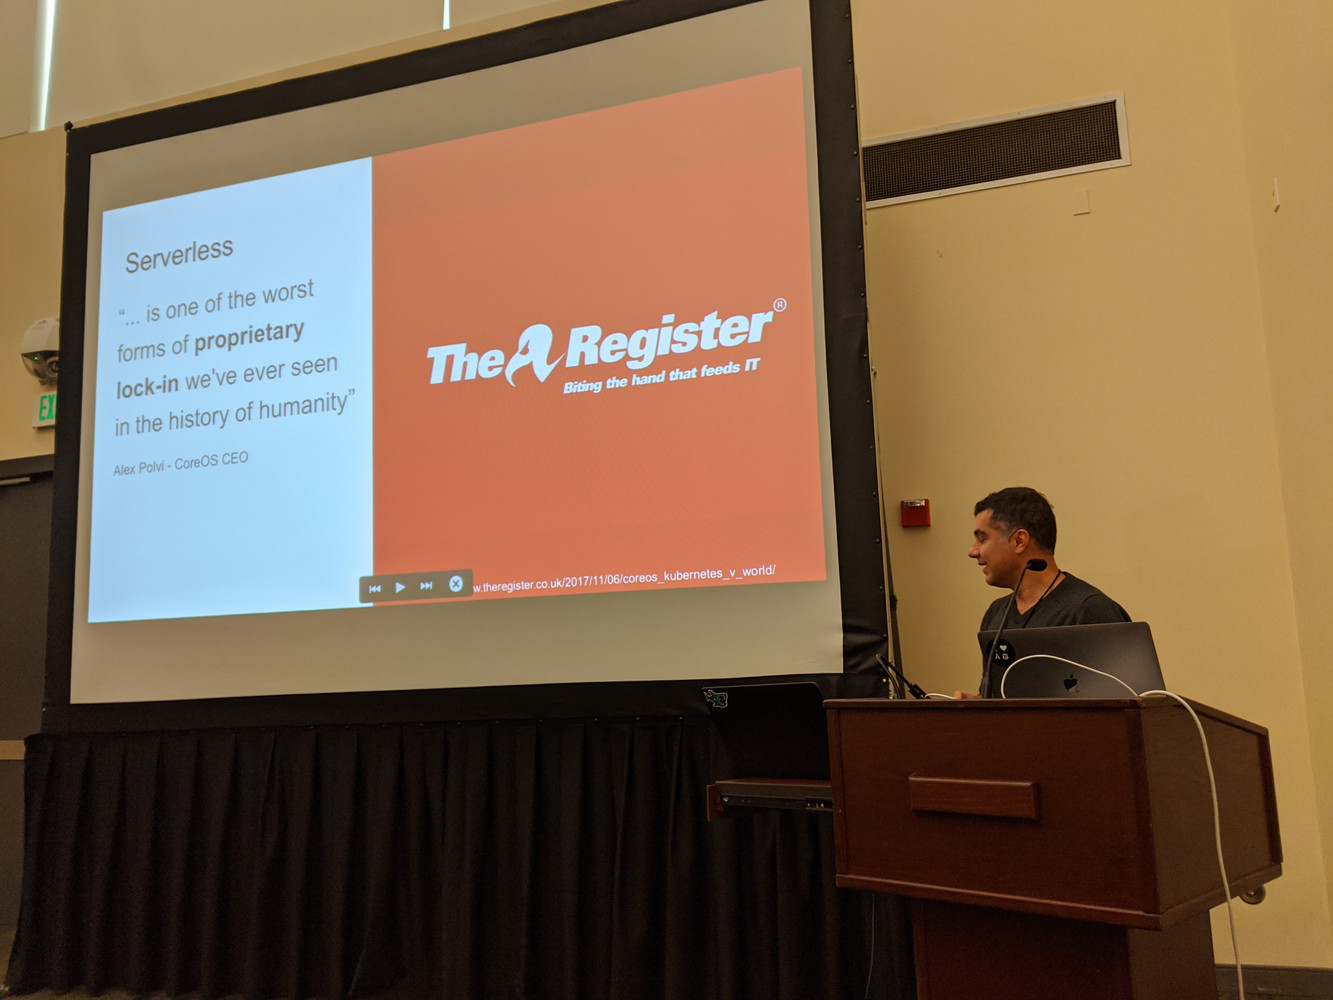 Serverless
“... is one of the worst
forms of proprietary
lock-in we've ever seen
in the history of humanity”
Alex Polvi - CoreOS CEO
The Register®
Biting the hand that feeds IT
w.theregister.co.uk/2017/11/06/coreos_kubernetes_v_world/
EX